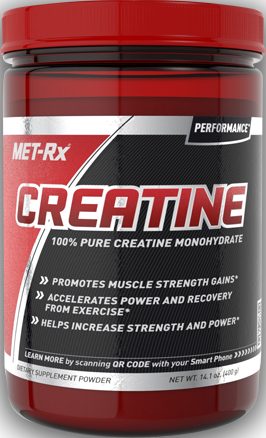 PERFORMANCE
MET-Rx
CREATINE
100% PURE CREATINE MONOHYDRATE
» PROMOTES MUSCLE STRENGTH GAINS*
» ACCELERATES POWER AND RECOVERY
FROM EXERCISE*
» HELPS INCREASE STRENGTH AND POWER*
LEARN MORE by scanning QR CODE with your Smart Phone »»»»»
DIETARY SUPPLEMENT POWDER
NET WT. 14.1 oz. (400 g)